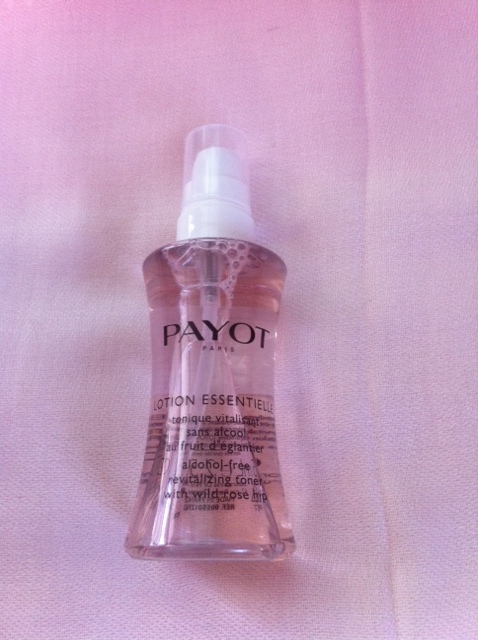 PAYOT
PARIS
LOTION ESSENTIELLE
tonique vitalisant
sans alcool
au fruit d'églantier
alcohol-free
revitalizing toner
with wild rose hip